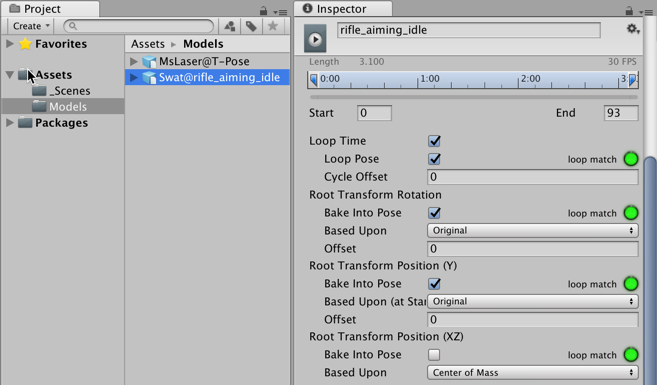 Project
Create
Favorites
Assets
_Scenes
Models
Packages
Assets Models
MsLaser@T-Pose
Swat@rifle_aiming_idle
Inspector
rifle_aiming_idle
Length 3.100 30 FPS
0:00 1:00 2:00 3:
Start 0 End 93
Loop Time
Loop Pose loop match
Cycle Offset 0
Root Transform Rotation
Bake Into Pose loop match
Based Upon Original
Offset 0
Root Transform Position (Y)
Bake Into Pose loop match
Based Upon (at Star Original
Offset 0
Root Transform Position (XZ)
Bake Into Pose loop match
Based Upon Center of Mass